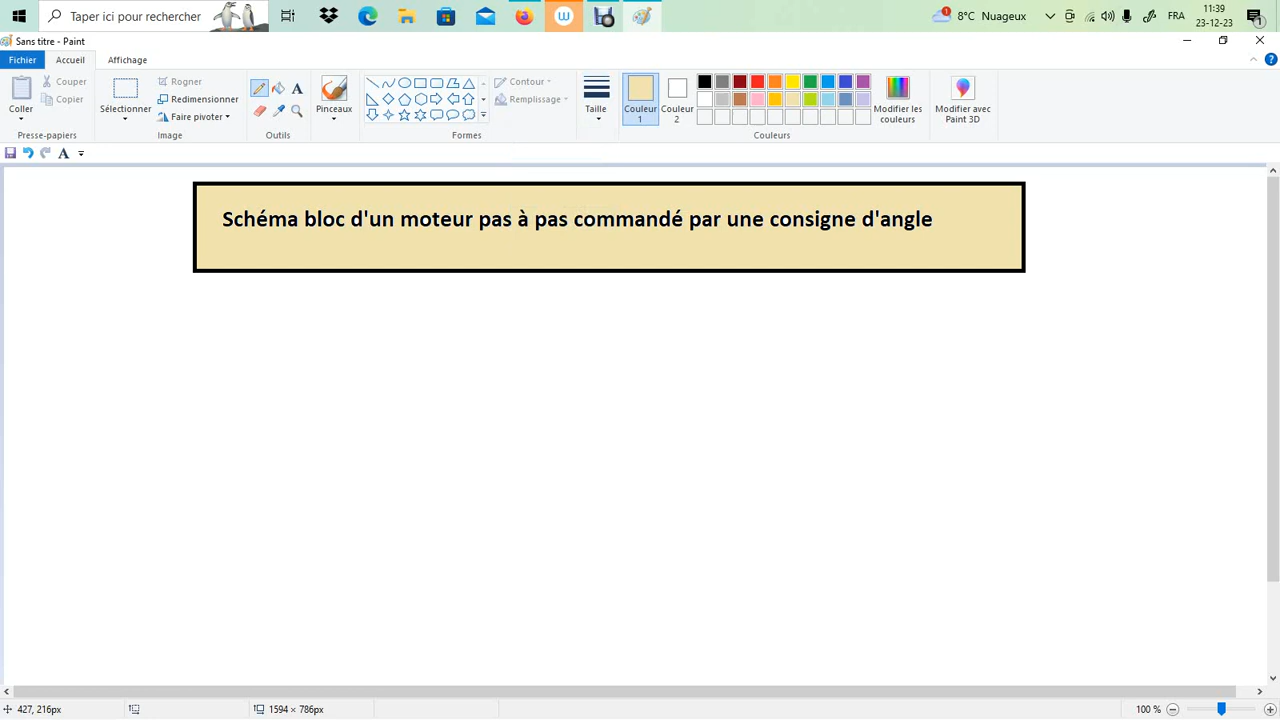 Taper ici pour rechercher
8°C Nuageux
FRA
11:39
23-12-23
1
Sans titre - Paint
Fichier
Accueil
Affichage
Coller
Couper
Copier
Presse-papiers
Sélectionner
Rogner
Redimensionner
Faire pivoter
Image
A
Outils
Pinceaux
Contour
Remplissage
Formes
Taille
Couleur
1
Couleur
2
Modifier les
couleurs
Couleurs
Modifier avec
Paint 3D
A
Schéma bloc d'un moteur pas à pas commandé par une consigne d'angle
427, 216px
1594 × 786px
100 %